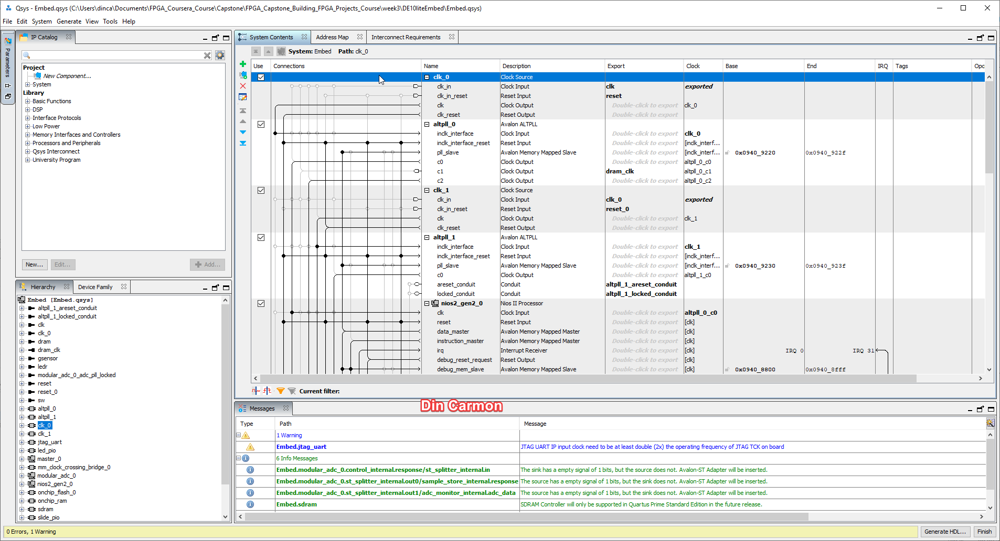 Qsys - Embed.qsys (C:\Users\dinca\Documents\FPGA_Coursera_Course\Capstone\FPGA_Capstone_Building_FPGA_Projects_Course\week3\DE10liteEmbed\Embed.qsys)
File Edit System Generate View Tools Help
Parameters
IP Catalog
Project
New Component...
System
Library
Basic Functions
DSP
Interface Protocols
Low Power
Memory Interfaces and Controllers
Processors and Peripherals
Qsys Interconnect
University Program
New... Edit... Add...
Hierarchy Device Family
Embed [Embed.qsys]
altpll_1_areset_conduit
altpll_1_locked_conduit
clk
clk_0
dram
dram_clk
gsensor
ledr
modular_adc_0_adc_pll_locked
reset
reset_0
sw
altpll_0
altpll_1
clk_0
clk_1
jtag_uart
led_pio
master_0
mm_clock_crossing_bridge_0
modular_adc_0
nios2_gen2_0
onchip_flash_0
onchip_ram
sdram
slide_pio
System Contents Address Map Interconnect Requirements
System: Embed Path: clk_0
Use Connections Name Description Export Clock Base End IRQ Tags Opc
clk_0 Clock Source
clk_in Clock Input clk exported
clk_in_reset Reset Input reset
clk Clock Output Double-click to export clk_0
clk_reset Reset Output Double-click to export
altpll_0 Avalon ALTPLL
inclk_interface Clock Input Double-click to export clk_0
inclk_interface_reset Reset Input Double-click to export [inclk_interf...
pll_slave Avalon Memory Mapped Slave Double-click to export [inclk_interf... 0x0940_9220 0x0940_922f
c0 Clock Output Double-click to export altpll_0_c0
c1 Clock Output dram_clk altpll_0_c1
c2 Clock Output Double-click to export altpll_0_c2
clk_1 Clock Source
clk_in Clock Input clk_0 exported
clk_in_reset Reset Input reset_0
clk Clock Output Double-click to export clk_1
clk_reset Reset Output Double-click to export
altpll_1 Avalon ALTPLL
inclk_interface Clock Input Double-click to export clk_1
inclk_interface_reset Reset Input Double-click to export [inclk_interf...
pll_slave Avalon Memory Mapped Slave Double-click to export [inclk_interf... 0x0940_9230 0x0940_923f
c0 Clock Output Double-click to export altpll_1_c0
areset_conduit Conduit altpll_1_areset_conduit
locked_conduit Conduit altpll_1_locked_conduit
nios2_gen2_0 Nios II Processor
clk Clock Input Double-click to export altpll_0_c0
reset Reset Input Double-click to export [clk]
data_master Avalon Memory Mapped Master Double-click to export [clk]
instruction_master Avalon Memory Mapped Master Double-click to export [clk]
irq Interrupt Receiver Double-click to export [clk] IRQ 0 IRQ 31
debug_reset_request Reset Output Double-click to export [clk]
debug_mem_slave Avalon Memory Mapped Slave Double-click to export [clk] 0x0940_8800 0x0940_8fff
Current filter:
Din Carmon
Messages
Type Path Message
1 Warning
Embed.jtag_uart JTAG UART IP input clock need to be at least double (2x) the operating frequency of JTAG TCK on board
6 Info Messages
Embed.modular_adc_0.control_internal.response/st_splitter_internal.in The sink has a empty signal of 1 bits, but the source does not. Avalon-ST Adapter will be inserted.
Embed.modular_adc_0.st_splitter_internal.out0/sample_store_internal.response The source has a empty signal of 1 bits, but the sink does not. Avalon-ST Adapter will be inserted.
Embed.modular_adc_0.st_splitter_internal.out1/adc_monitor_internal.adc_data The source has a empty signal of 1 bits, but the sink does not. Avalon-ST Adapter will be inserted.
Embed.sdram SDRAM Controller will only be supported in Quartus Prime Standard Edition in the future release.
0 Errors, 1 Warning
Generate HDL... Finish